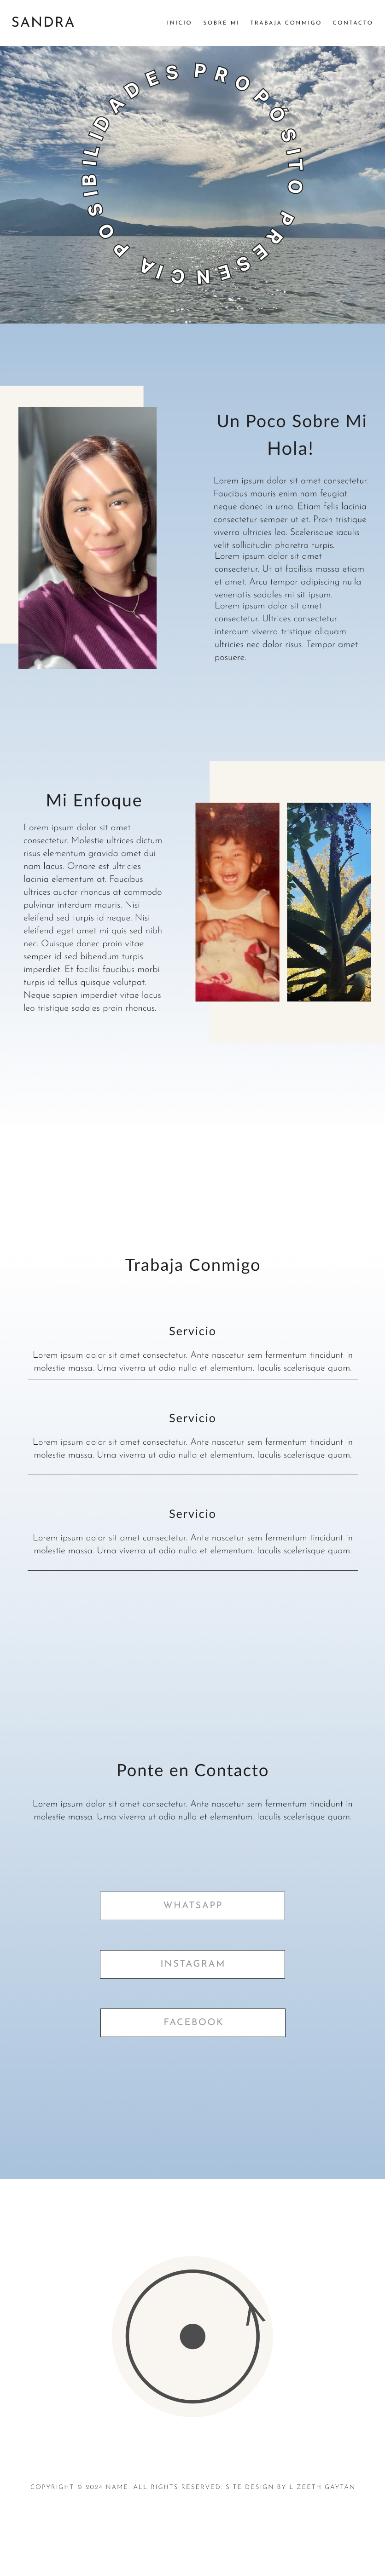 SANDRA
INICIO SOBRE MI TRABAJA CONMIGO CONTACTO
PROPÓSITO PRESENCIA POSIBILIDADES
Un Poco Sobre Mi
Hola!
Lorem ipsum dolor sit amet consectetur.
Faucibus mauris enim nam feugiat
neque donec in urna. Etiam felis lacinia
consectetur semper ut et. Proin tristique
viverra ultricies leo. Scelerisque iaculis
velit sollicitudin pharetra turpis.
Lorem ipsum dolor sit amet
consectetur. Ut at facilisis massa etiam
et amet. Arcu tempor adipiscing nulla
venenatis sodales mi sit ipsum.
Lorem ipsum dolor sit amet
consectetur. Ultrices consectetur
interdum viverra tristique aliquam
ultricies nec dolor risus. Tempor amet
posuere.
Mi Enfoque
Lorem ipsum dolor sit amet
consectetur. Molestie ultrices dictum
risus elementum gravida amet dui
nam lacus. Ornare est ultricies
lacinia elementum at. Faucibus
ultrices auctor rhoncus at commodo
pulvinar interdum mauris. Nisi
eleifend sed turpis id neque. Nisi
eleifend eget amet mi quis sed nibh
nec. Quisque donec proin vitae
semper id sed bibendum turpis
imperdiet. Et facilisi faucibus morbi
turpis id tellus quisque volutpat.
Neque sapien imperdiet vitae lacus
leo tristique sodales proin rhoncus.
Trabaja Conmigo
Servicio
Lorem ipsum dolor sit amet consectetur. Ante nascetur sem fermentum tincidunt in
molestie massa. Urna viverra ut odio nulla et elementum. Iaculis scelerisque quam.
Servicio
Lorem ipsum dolor sit amet consectetur. Ante nascetur sem fermentum tincidunt in
molestie massa. Urna viverra ut odio nulla et elementum. Iaculis scelerisque quam.
Servicio
Lorem ipsum dolor sit amet consectetur. Ante nascetur sem fermentum tincidunt in
molestie massa. Urna viverra ut odio nulla et elementum. Iaculis scelerisque quam.
Ponte en Contacto
Lorem ipsum dolor sit amet consectetur. Ante nascetur sem fermentum tincidunt in
molestie massa. Urna viverra ut odio nulla et elementum. Iaculis scelerisque quam.
WHATSAPP
INSTAGRAM
FACEBOOK
COPYRIGHT © 2024 NAME. ALL RIGHTS RESERVED. SITE DESIGN BY LIZEETH GAYTAN